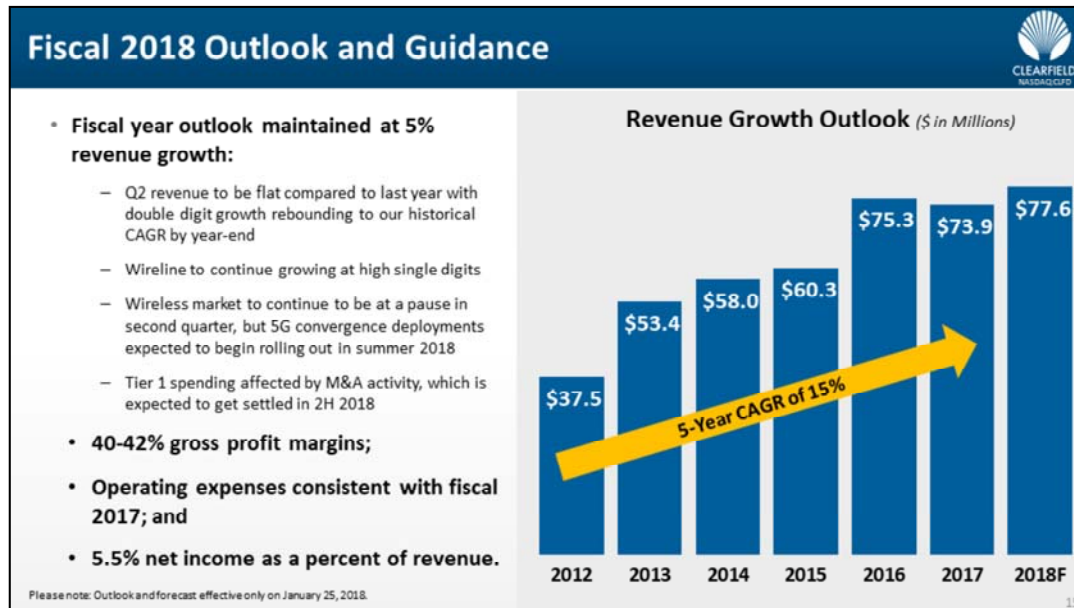 Fiscal 2018 Outlook and Guidance
CLEARFIELD
NASDAQ:CLFD
• Fiscal year outlook maintained at 5%
revenue growth:
– Q2 revenue to be flat compared to last year with
double digit growth rebounding to our historical
CAGR by year-end
– Wireline to continue growing at high single digits
– Wireless market to continue to be at a pause in
second quarter, but 5G convergence deployments
expected to begin rolling out in summer 2018
– Tier 1 spending affected by M&A activity, which is
expected to get settled in 2H 2018
• 40-42% gross profit margins;
• Operating expenses consistent with fiscal
2017; and
• 5.5% net income as a percent of revenue.
Please note: Outlook and forecast effective only on January 25, 2018.
Revenue Growth Outlook ($ in Millions)
$37.5
$53.4
$58.0
$60.3
$75.3
$73.9
$77.6
5-Year CAGR of 15%
2012 2013 2014 2015 2016 2017 2018F